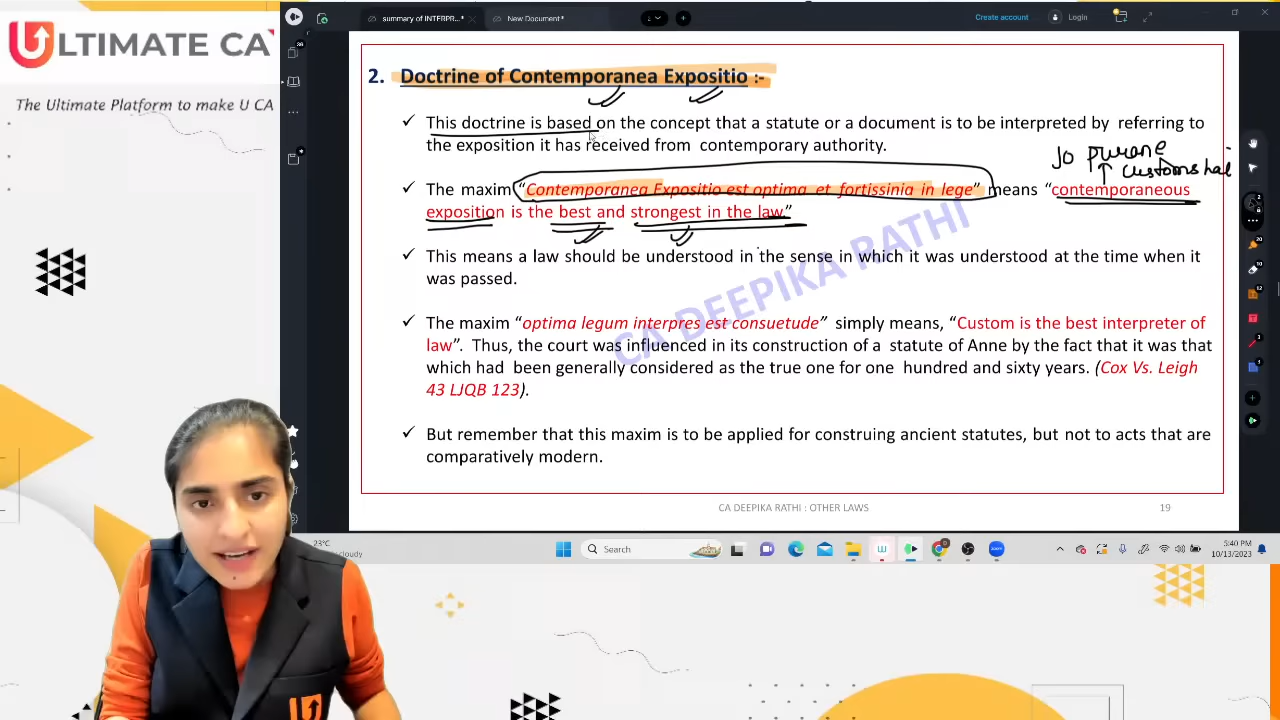 ULTIMATE CA
The Ultimate Platform to make U CA
summary of INTERPR...*
New Document*
Create account
Login
36
2. Doctrine of Contemporanea Expositio :-
✓ This doctrine is based on the concept that a statute or a document is to be interpreted by referring to
the exposition it has received from contemporary authority.
jo purane
customs hai
✓ The maxim “Contemporanea Expositio est optima et fortissinia in lege” means “contemporaneous
exposition is the best and strongest in the law.”
✓ This means a law should be understood in the sense in which it was understood at the time when it
was passed.
✓ The maxim “optima legum interpres est consuetude” simply means, “Custom is the best interpreter of
law”. Thus, the court was influenced in its construction of a statute of Anne by the fact that it was that
which had been generally considered as the true one for one hundred and sixty years. (Cox Vs. Leigh
43 LJQB 123).
✓ But remember that this maxim is to be applied for construing ancient statutes, but not to acts that are
comparatively modern.
CA DEEPIKA RATHI
CA DEEPIKA RATHI : OTHER LAWS
19
23°C
cloudy
Search
zoom
5:40 PM
10/13/2023